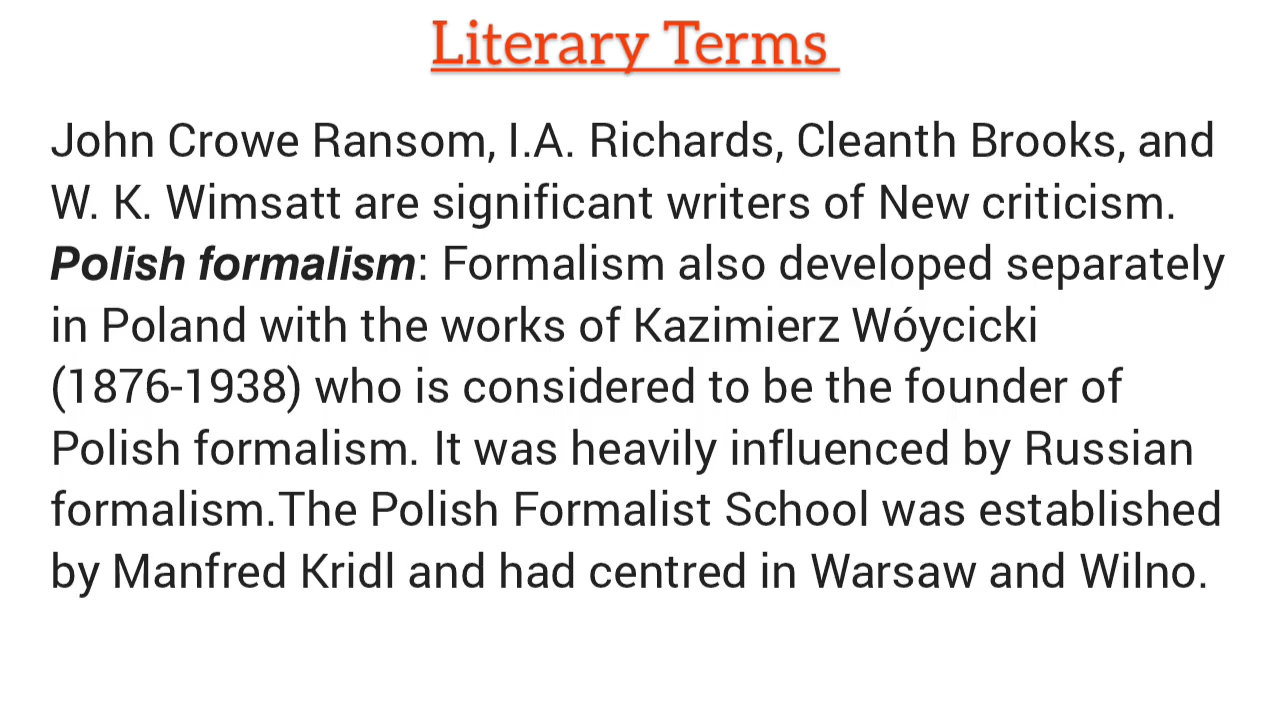 Literary Terms
John Crowe Ransom, I.A. Richards, Cleanth Brooks, and
W. K. Wimsatt are significant writers of New criticism.
Polish formalism: Formalism also developed separately
in Poland with the works of Kazimierz Wóycicki
(1876-1938) who is considered to be the founder of
Polish formalism. It was heavily influenced by Russian
formalism.The Polish Formalist School was established
by Manfred Kridl and had centred in Warsaw and Wilno.